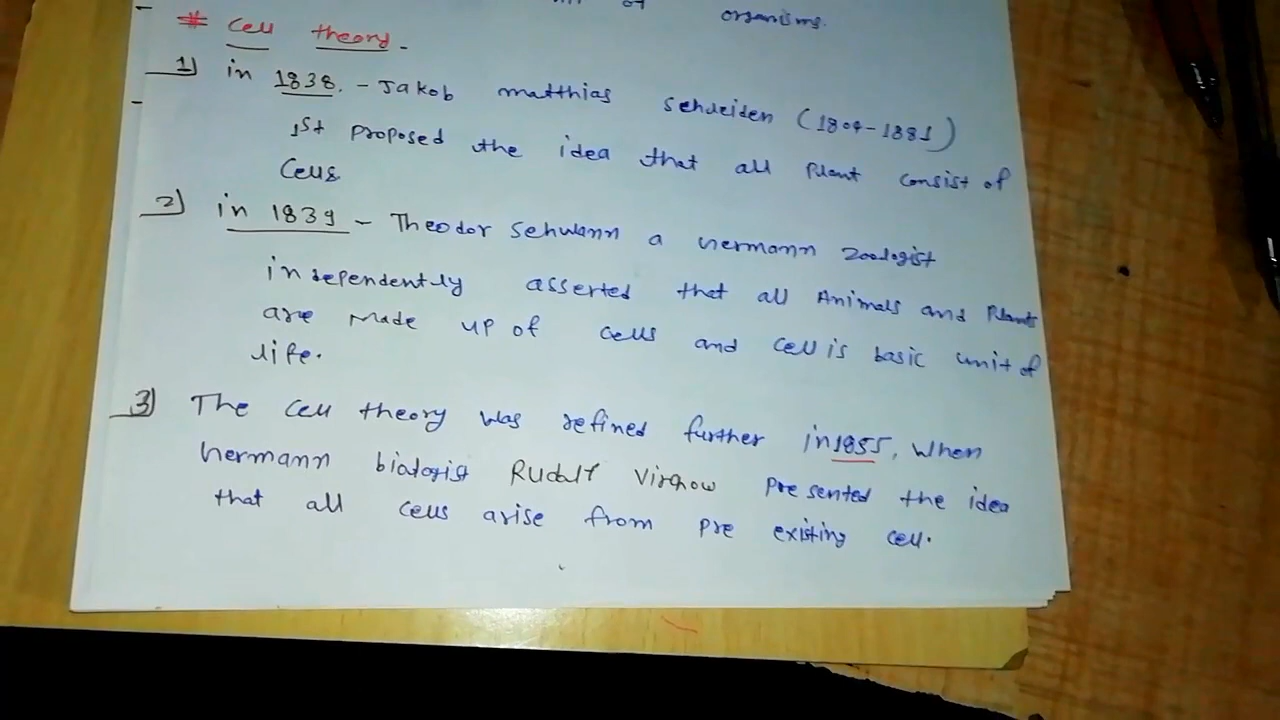 of organisms.
# Cell theory -
1) in 1838. - Jakob matthias Schleiden (1804-1881)
1st proposed the idea that all Plant consist of
Cells
2) in 1839 - Theodor Schwann a Germann Zoologist
independently asserted that all Animals and Plants
are made up of cells and cell is basic unit of
life.
3) The cell theory was refined further in 1855, when
Germann biologist Rudolf Virchow presented the idea
that all cells arise from pre existing cell.